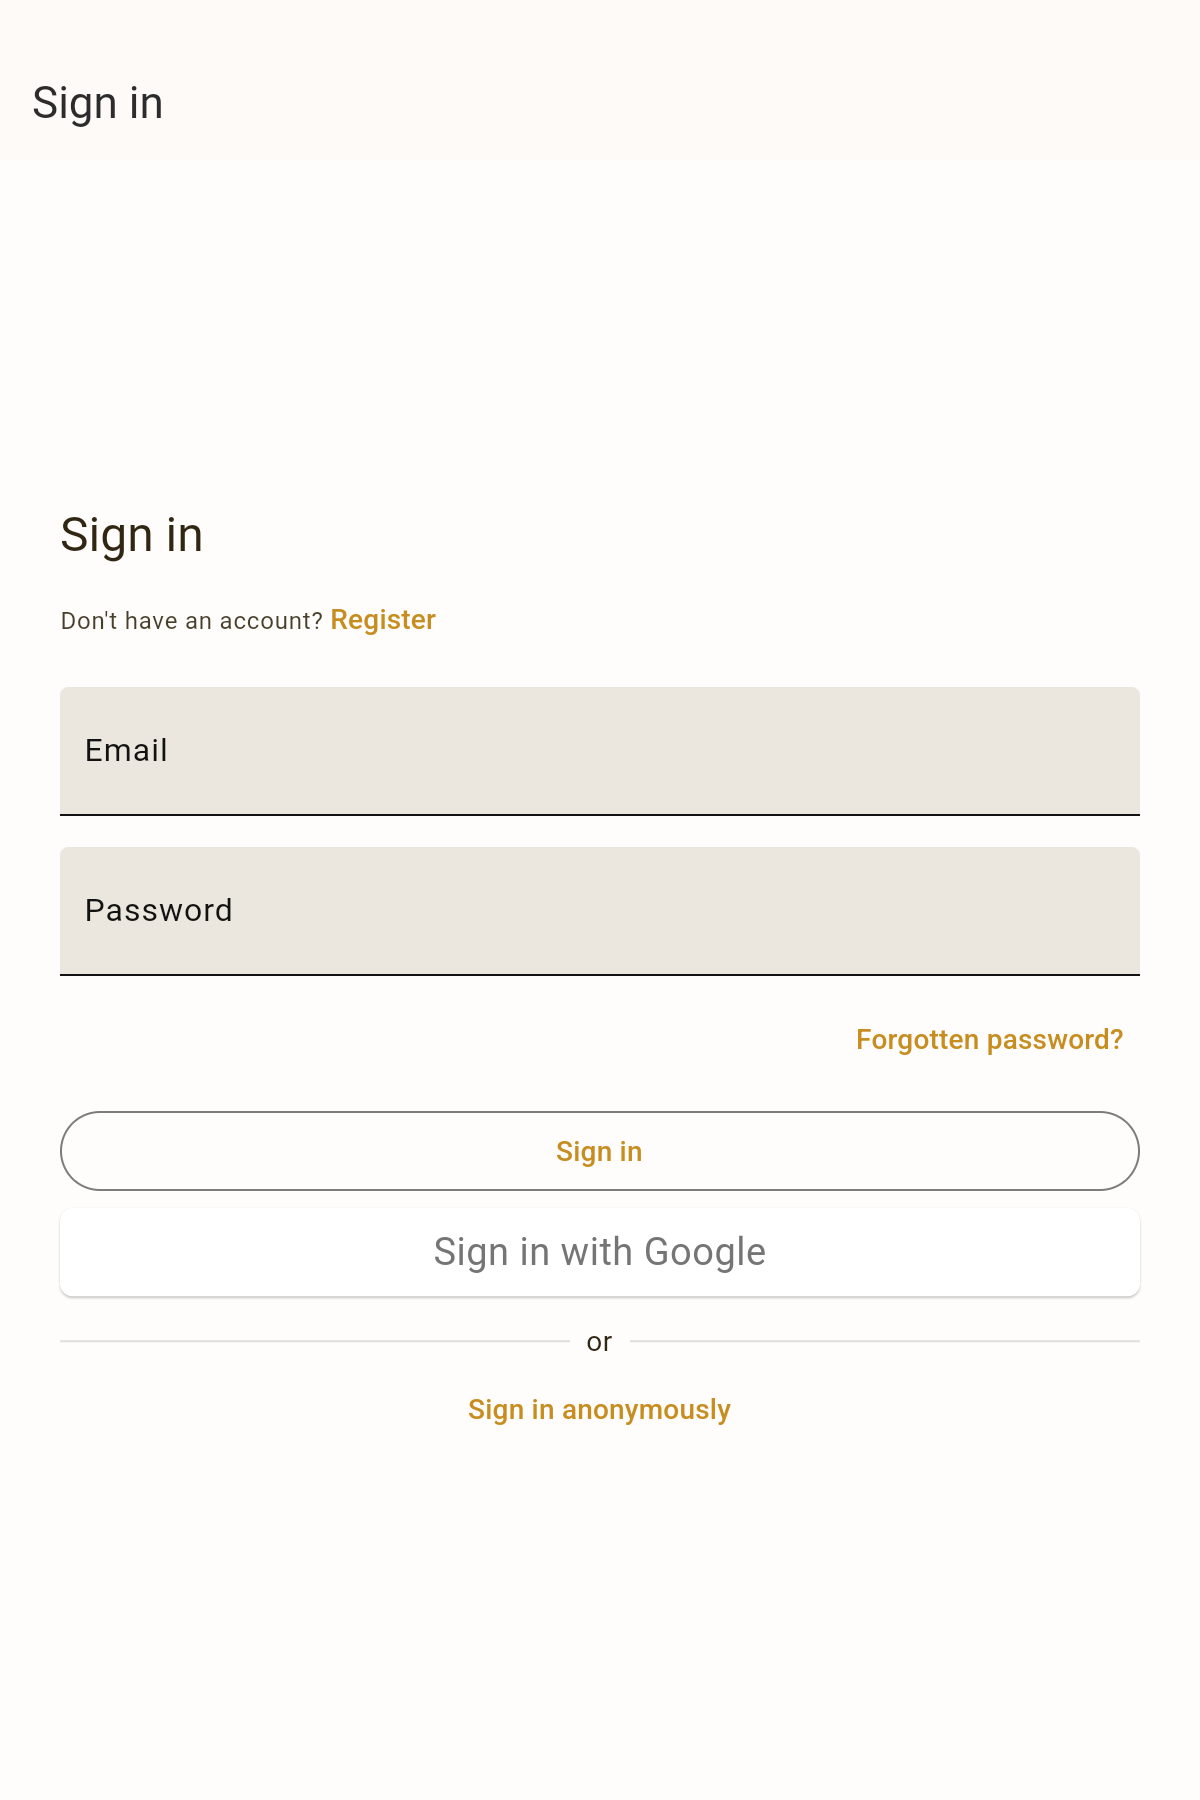 Sign in
Sign in
Don't have an account? Register
Email
Password
Forgotten password?
Sign in
Sign in with Google
or
Sign in anonymously